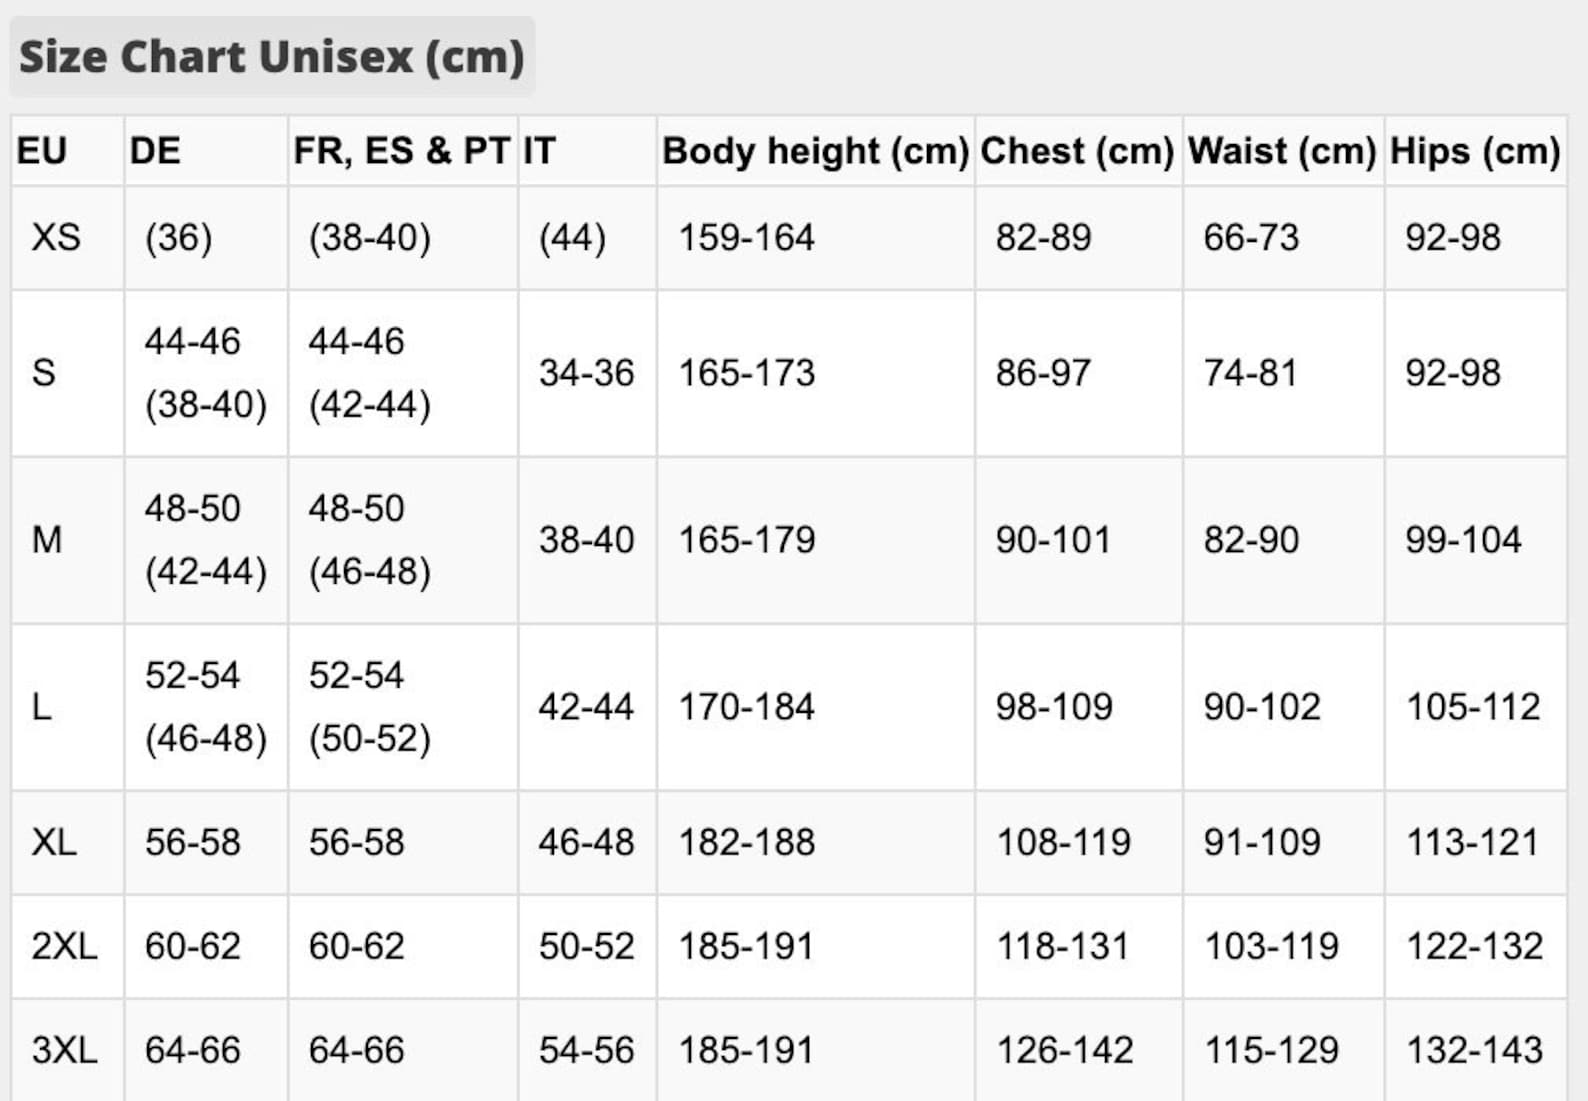 Size Chart Unisex (cm)
EU DE FR, ES & PT IT Body height (cm) Chest (cm) Waist (cm) Hips (cm)
XS (36) (38-40) (44) 159-164 82-89 66-73 92-98
44-46 44-46
S 34-36 165-173 86-97 74-81 92-98
(38-40) (42-44)
48-50 48-50
M 38-40 165-179 90-101 82-90 99-104
(42-44) (46-48)
52-54 52-54
L 42-44 170-184 98-109 90-102 105-112
(46-48) (50-52)
XL 56-58 56-58 46-48 182-188 108-119 91-109 113-121
2XL 60-62 60-62 50-52 185-191 118-131 103-119 122-132
3XL 64-66 64-66 54-56 185-191 126-142 115-129 132-143